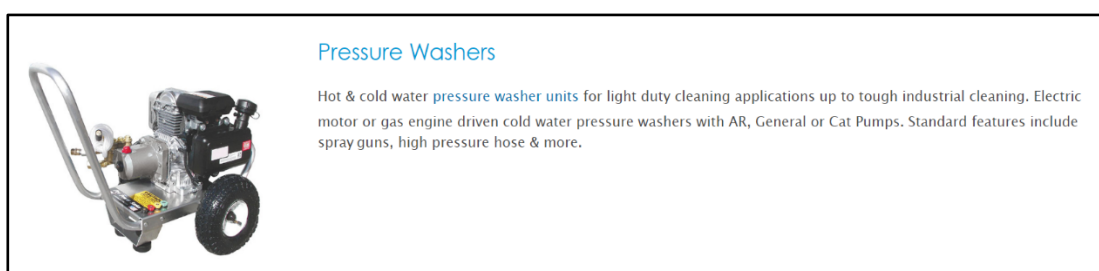 Pressure Washers
Hot & cold water pressure washer units for light duty cleaning applications up to tough industrial cleaning. Electric
motor or gas engine driven cold water pressure washers with AR, General or Cat Pumps. Standard features include
spray guns, high pressure hose & more.